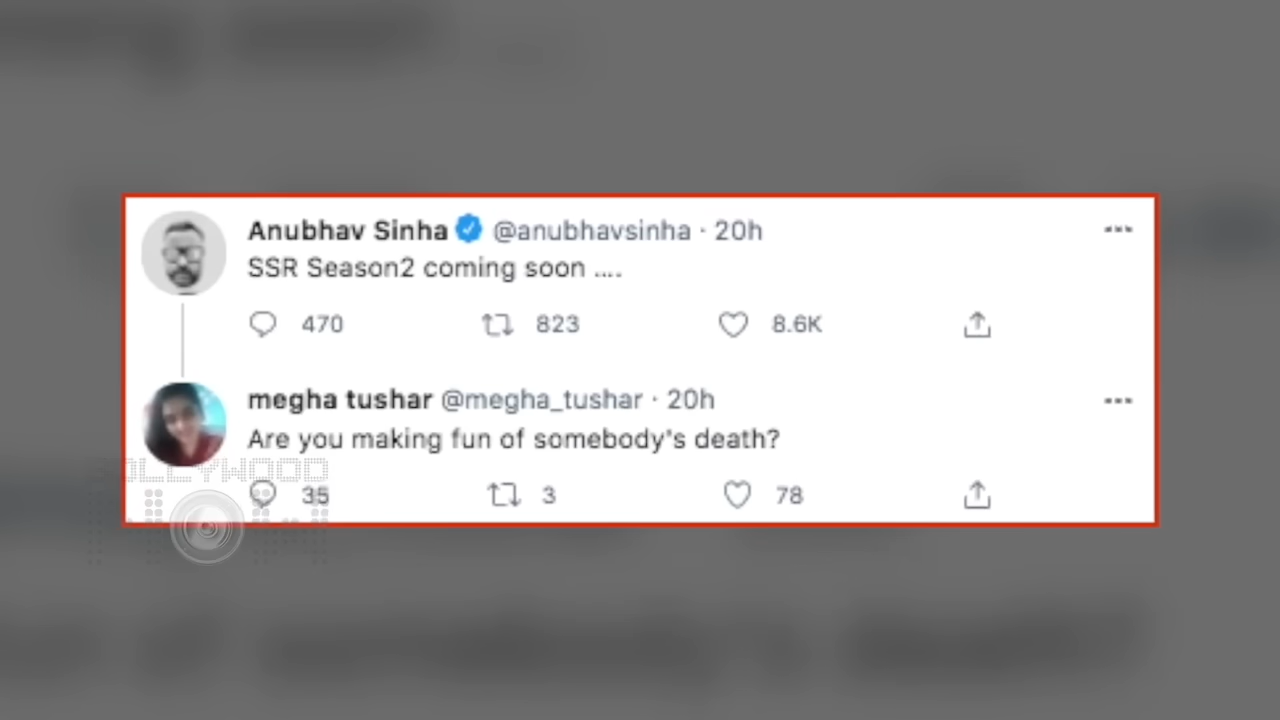 Anubhav Sinha @anubhavsinha · 20h
SSR Season2 coming soon ....
470 823 8.6K
megha tushar @megha_tushar · 20h
Are you making fun of somebody's death?
OLLYWOOD
35 3 78